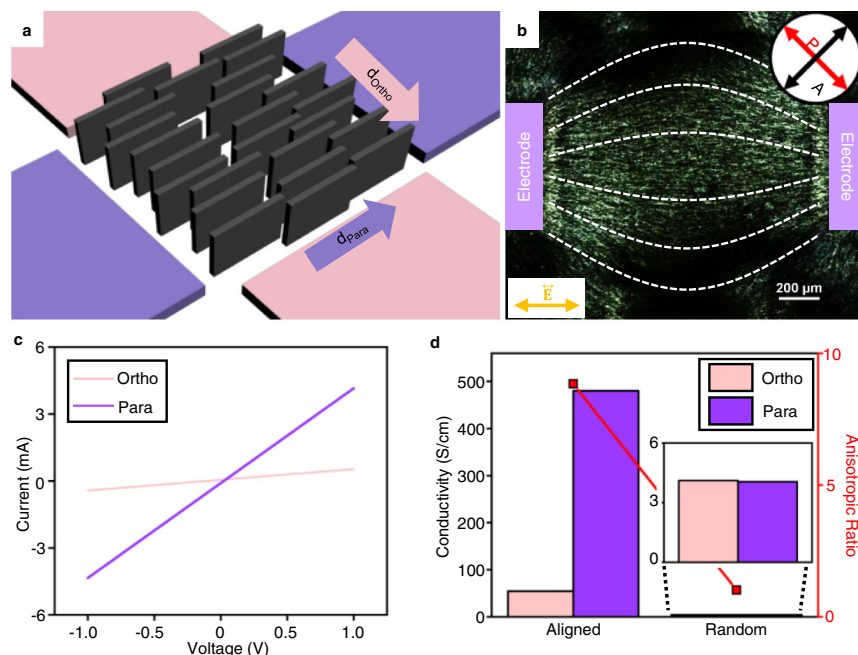 a
d_Ortho
d_Para
b
P
A
Electrode
Electrode
E
200 μm
c
6
3
0
-3
-6
Current (mA)
Ortho
Para
-1.0 -0.5 0 0.5 1.0
Voltage (V)
d
500
400
300
200
100
0
Conductivity (S/cm)
Ortho
Para
6
3
0
10
5
0
Anisotropic Ratio
Aligned Random